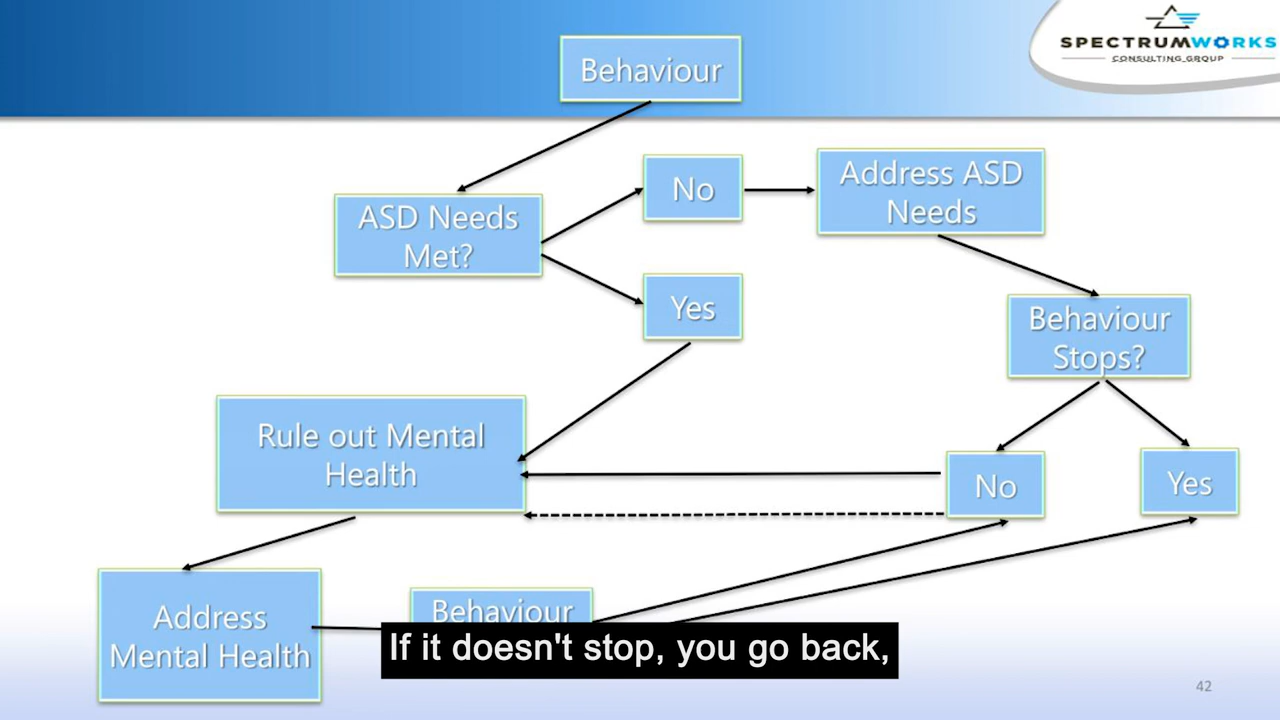 SPECTRUMWORKS
CONSULTING GROUP
Behaviour
No
Address ASD
Needs
ASD Needs
Met?
Yes
Behaviour
Stops?
Rule out Mental
Health
No
Yes
Address
Mental Health
Behaviour
If it doesn't stop, you go back,
42